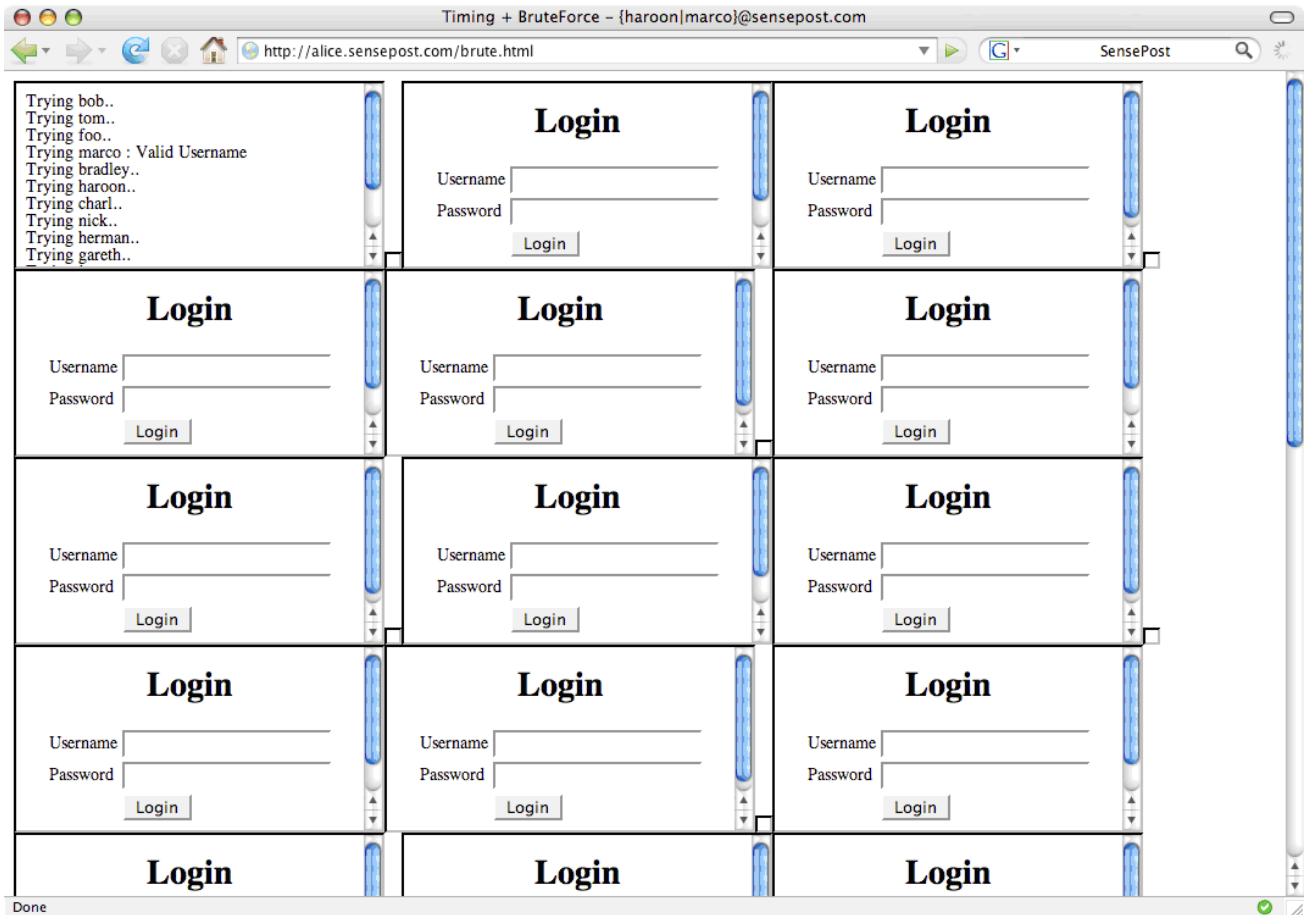 Timing + BruteForce – {haroon|marco}@sensepost.com
http://alice.sensepost.com/brute.html
G
SensePost
Trying bob..
Trying tom..
Trying foo..
Trying marco : Valid Username
Trying bradley..
Trying haroon..
Trying charl..
Trying nick..
Trying herman..
Trying gareth..
Login
Username
Password
Login
Login
Username
Password
Login
Login
Username
Password
Login
Login
Username
Password
Login
Login
Username
Password
Login
Login
Username
Password
Login
Login
Username
Password
Login
Login
Username
Password
Login
Login
Username
Password
Login
Login
Username
Password
Login
Login
Username
Password
Login
Login
Login
Login
Done